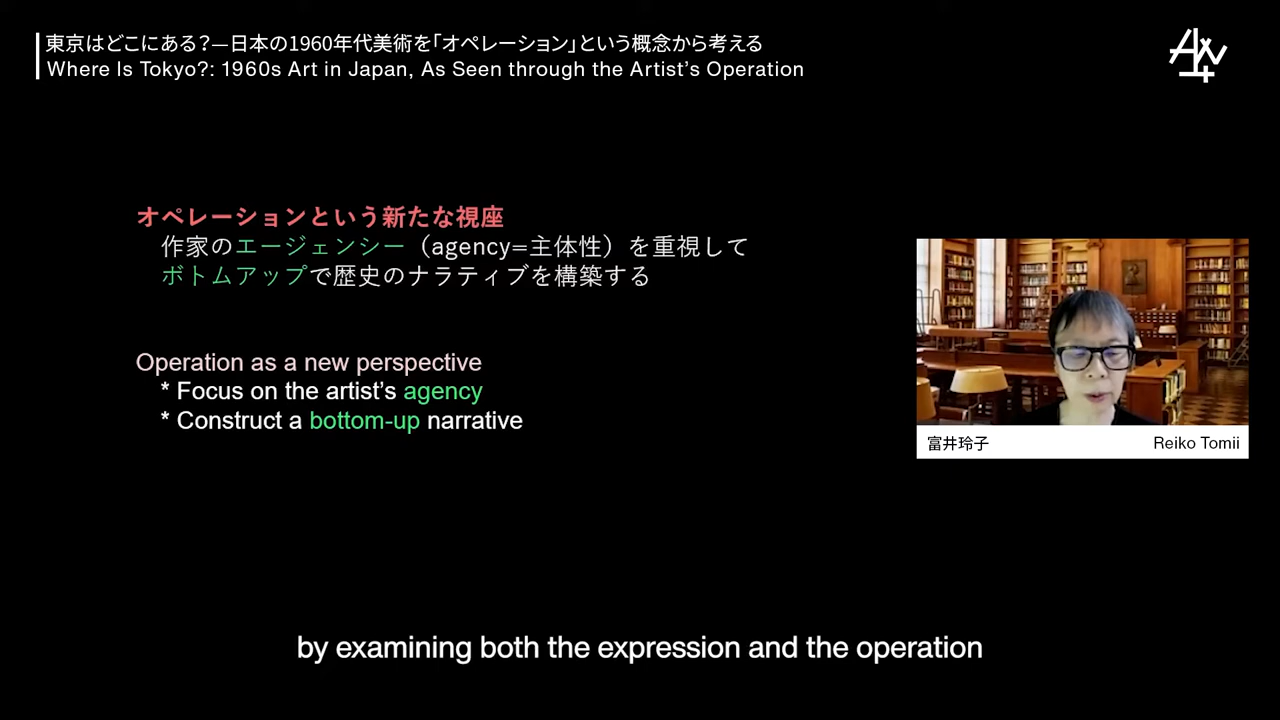 東京はどこにある？—日本の1960年代美術を「オペレーション」という概念から考える
Where Is Tokyo?: 1960s Art in Japan, As Seen through the Artist's Operation
オペレーションという新たな視座
作家のエージェンシー（agency=主体性）を重視して
ボトムアップで歴史のナラティブを構築する
Operation as a new perspective
* Focus on the artist's agency
* Construct a bottom-up narrative
富井玲子 Reiko Tomii
by examining both the expression and the operation